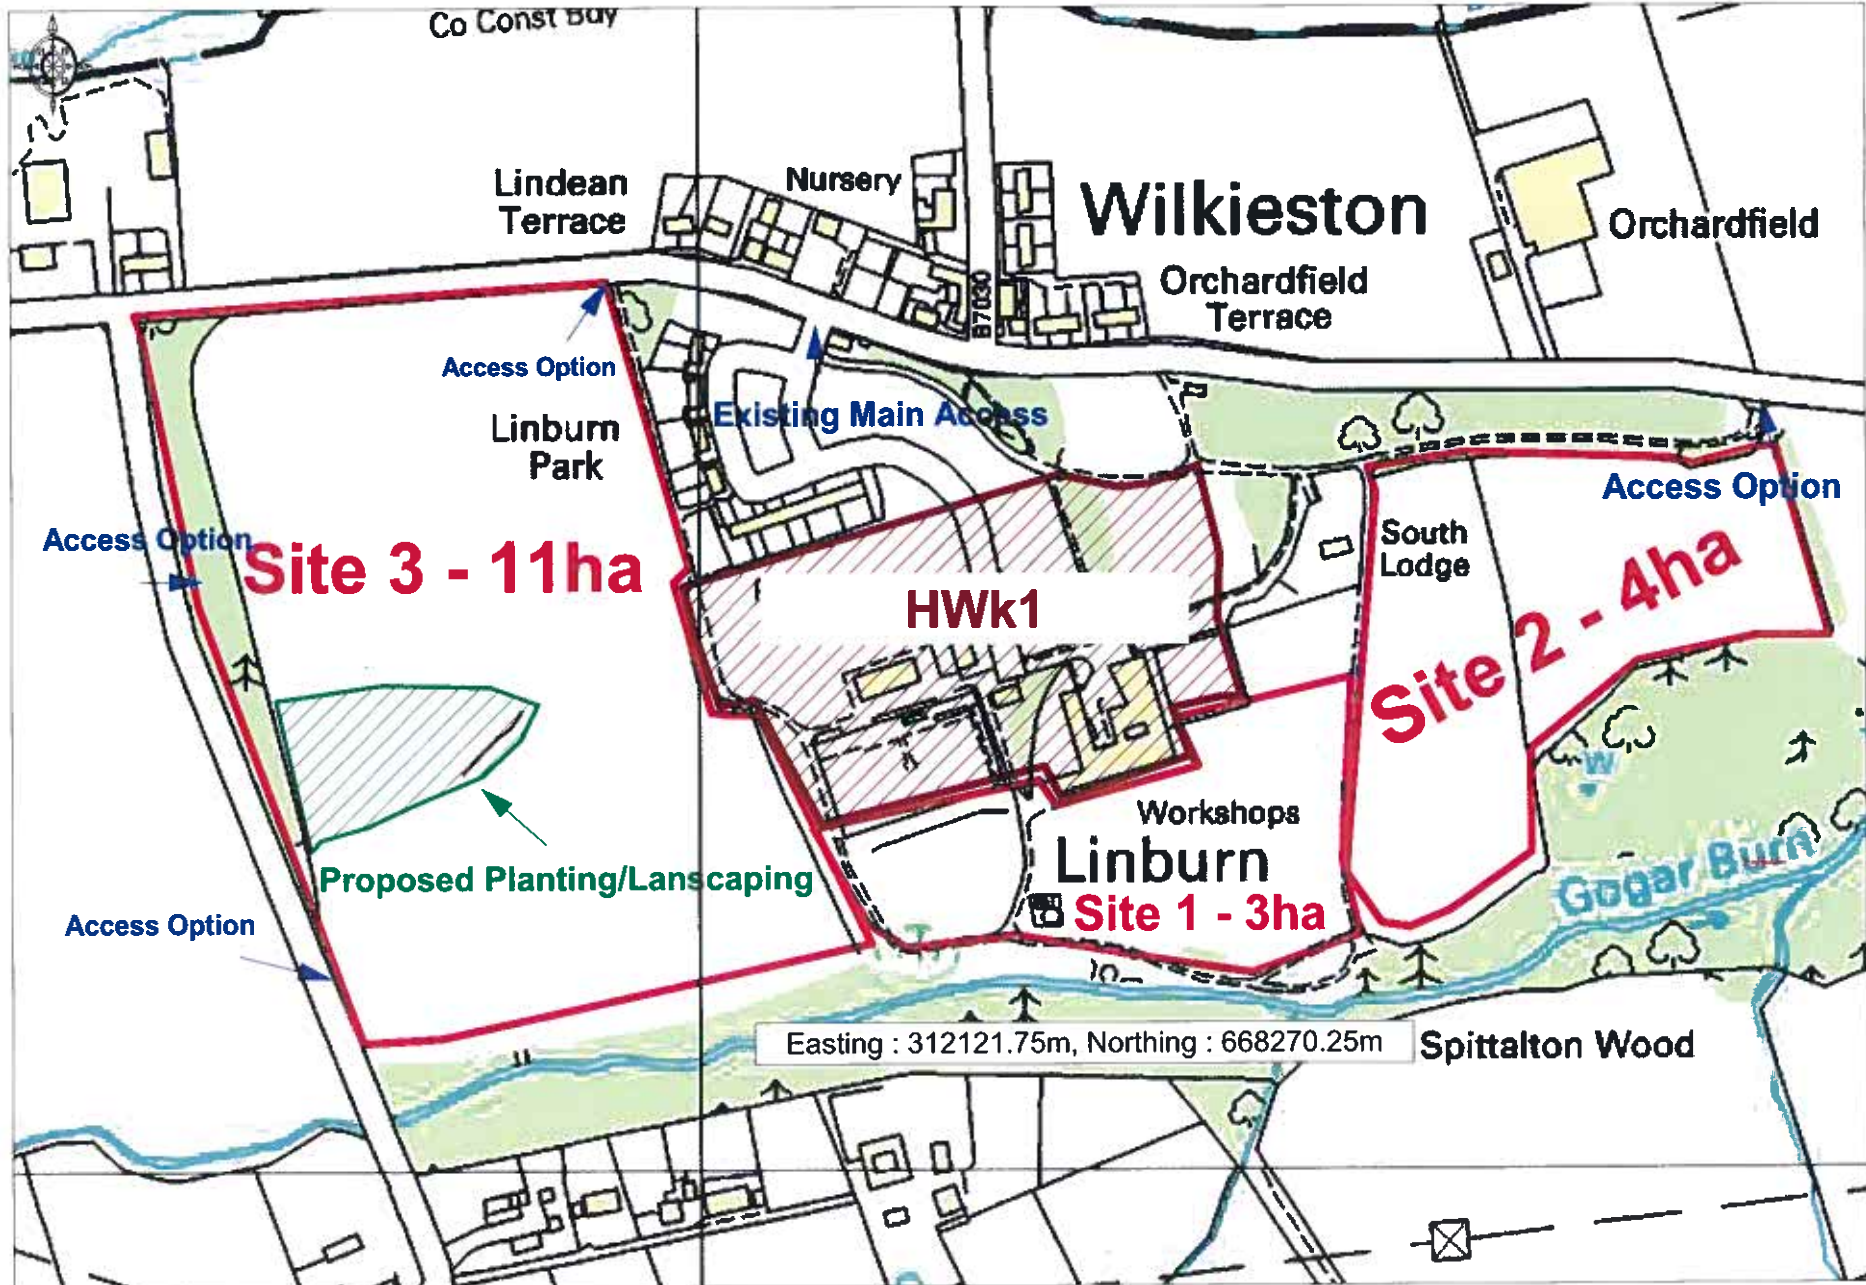 Co Const Bdy
Lindean
Terrace
Nursery
Wilkieston
Orchardfield
Orchardfield
Terrace
B7030
Access Option
Existing Main Access
Linburn
Park
Access Option
Access Option
South
Lodge
Site 3 - 11ha
HWk1
Site 2 - 4ha
W
Workshops
Linburn
Site 1 - 3ha
Proposed Planting/Lanscaping
Gogar Burn
Access Option
Easting : 312121.75m, Northing : 668270.25m
Spittalton Wood